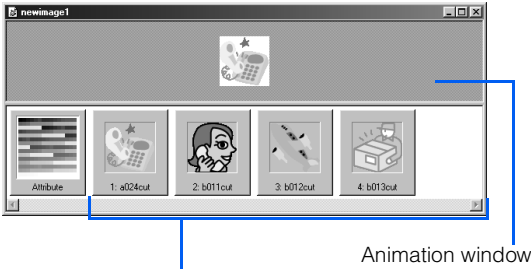 newimage1
Attribute
1: a024cut
2: b011cut
3: b012cut
4: b013cut
Animation window